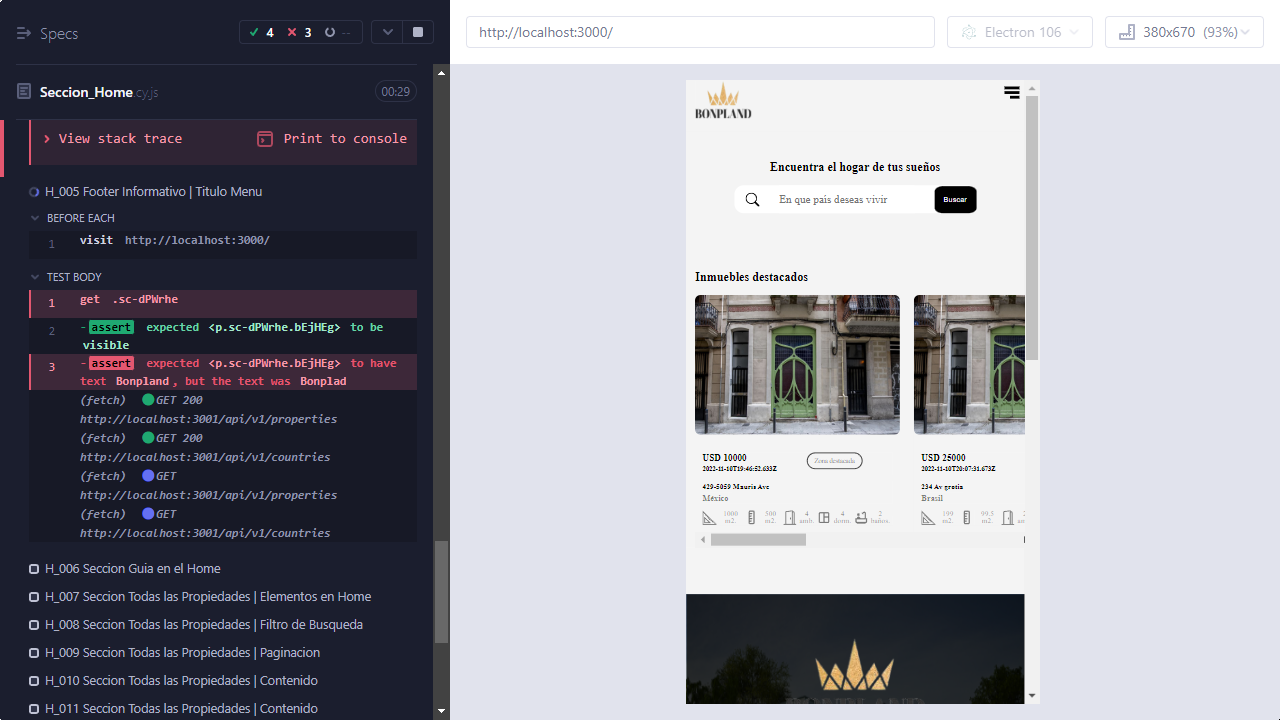 Specs
4 3 --
http://localhost:3000/
Electron 106
380x670 (93%)
Seccion_Home.cy.js
00:29
View stack trace
Print to console
H_005 Footer Informativo | Titulo Menu
BEFORE EACH
1 visit http://localhost:3000/
TEST BODY
1 get .sc-dPWrhe
2 -assert expected <p.sc-dPWrhe.bEjHEg> to be
visible
3 -assert expected <p.sc-dPWrhe.bEjHEg> to have
text Bonpland, but the text was Bonplad
(fetch) GET 200
http://localhost:3001/api/v1/properties
(fetch) GET 200
http://localhost:3001/api/v1/countries
(fetch) GET
http://localhost:3001/api/v1/properties
(fetch) GET
http://localhost:3001/api/v1/countries
H_006 Seccion Guia en el Home
H_007 Seccion Todas las Propiedades | Elementos en Home
H_008 Seccion Todas las Propiedades | Filtro de Busqueda
H_009 Seccion Todas las Propiedades | Paginacion
H_010 Seccion Todas las Propiedades | Contenido
H_011 Seccion Todas las Propiedades | Contenido
BONPLAND
Encuentra el hogar de tus sueños
En que país deseas vivir
Buscar
Inmuebles destacados
USD 10000
Zona destacada
2022-11-10T19:46:52.633Z
429-5059 Mauris Ave
México
1000 m2. 500 m2. 4 amb. 4 dorm. 2 baños.
USD 25000
2022-11-10T20:07:31.673Z
234 Av gratia
Brasil
199 m2. 99.5 m2.
BONPLAND